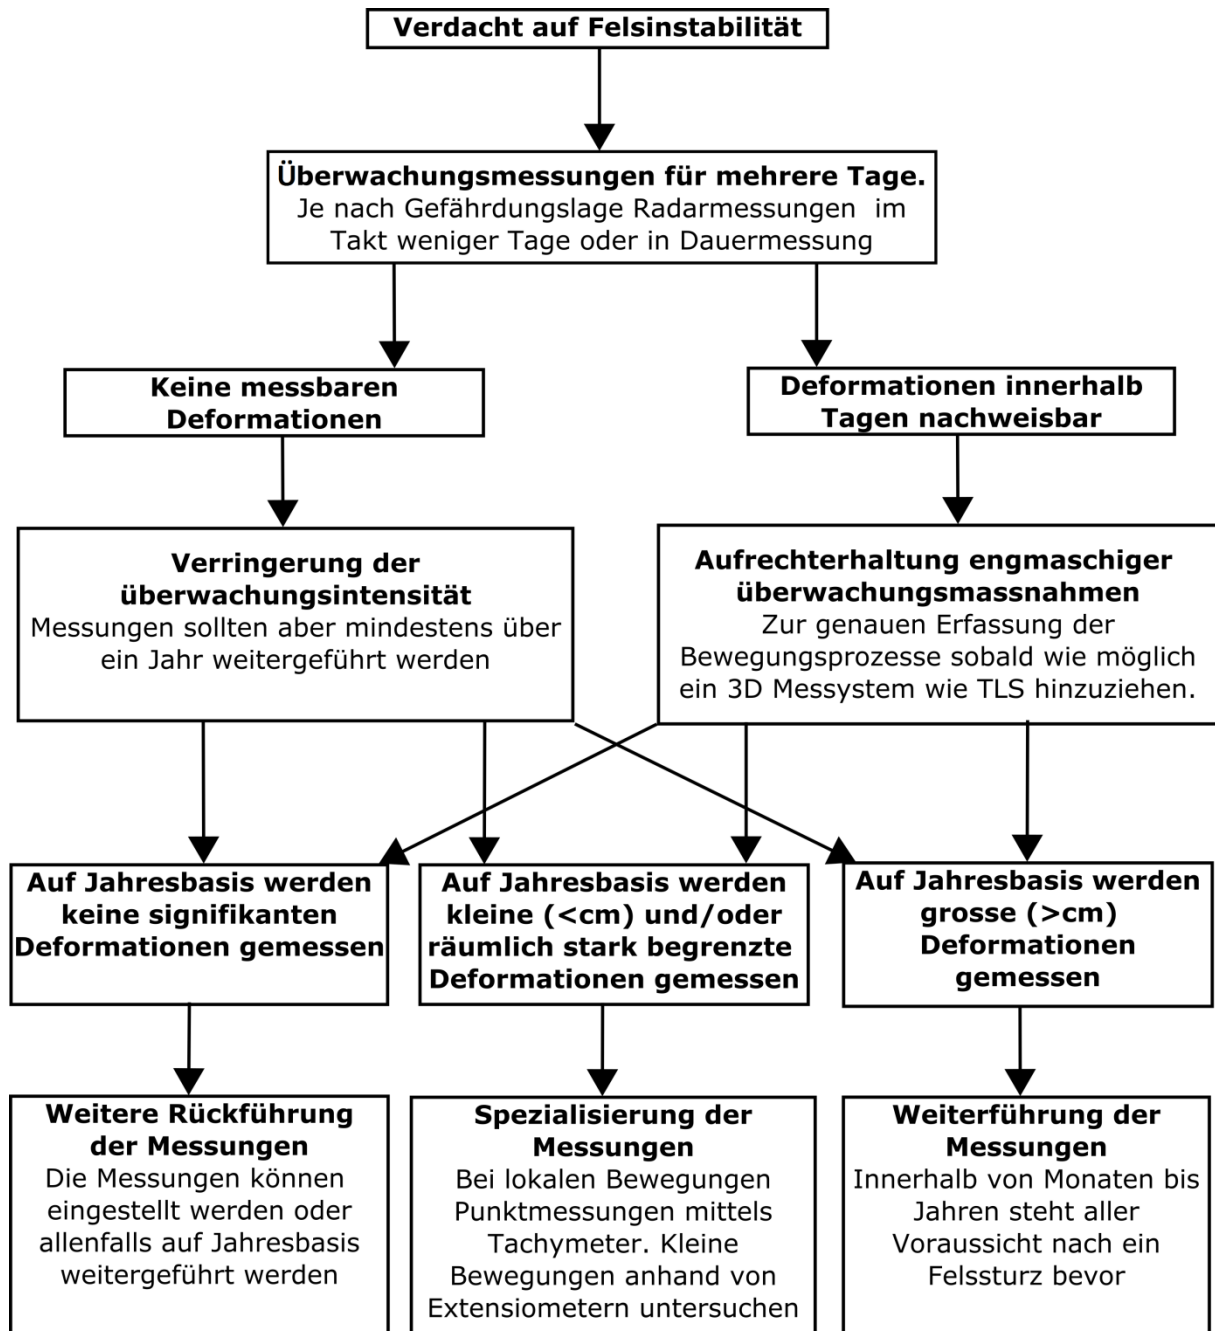 Verdacht auf Felsinstabilität
Überwachungsmessungen für mehrere Tage.
Je nach Gefährdungslage Radarmessungen im
Takt weniger Tage oder in Dauermessung
Keine messbaren
Deformationen
Deformationen innerhalb
Tagen nachweisbar
Verringerung der
überwachungsintensität
Messungen sollten aber mindestens über
ein Jahr weitergeführt werden
Aufrechterhaltung engmaschiger
überwachungsmassnahmen
Zur genauen Erfassung der
Bewegungsprozesse sobald wie möglich
ein 3D Messystem wie TLS hinzuziehen.
Auf Jahresbasis werden
keine signifikanten
Deformationen gemessen
Auf Jahresbasis werden
kleine (<cm) und/oder
räumlich stark begrenzte
Deformationen gemessen
Auf Jahresbasis werden
grosse (>cm)
Deformationen
gemessen
Weitere Rückführung
der Messungen
Die Messungen können
eingestellt werden oder
allenfalls auf Jahresbasis
weitergeführt werden
Spezialisierung der
Messungen
Bei lokalen Bewegungen
Punktmessungen mittels
Tachymeter. Kleine
Bewegungen anhand von
Extensiometern untersuchen
Weiterführung der
Messungen
Innerhalb von Monaten bis
Jahren steht aller
Voraussicht nach ein
Felssturz bevor